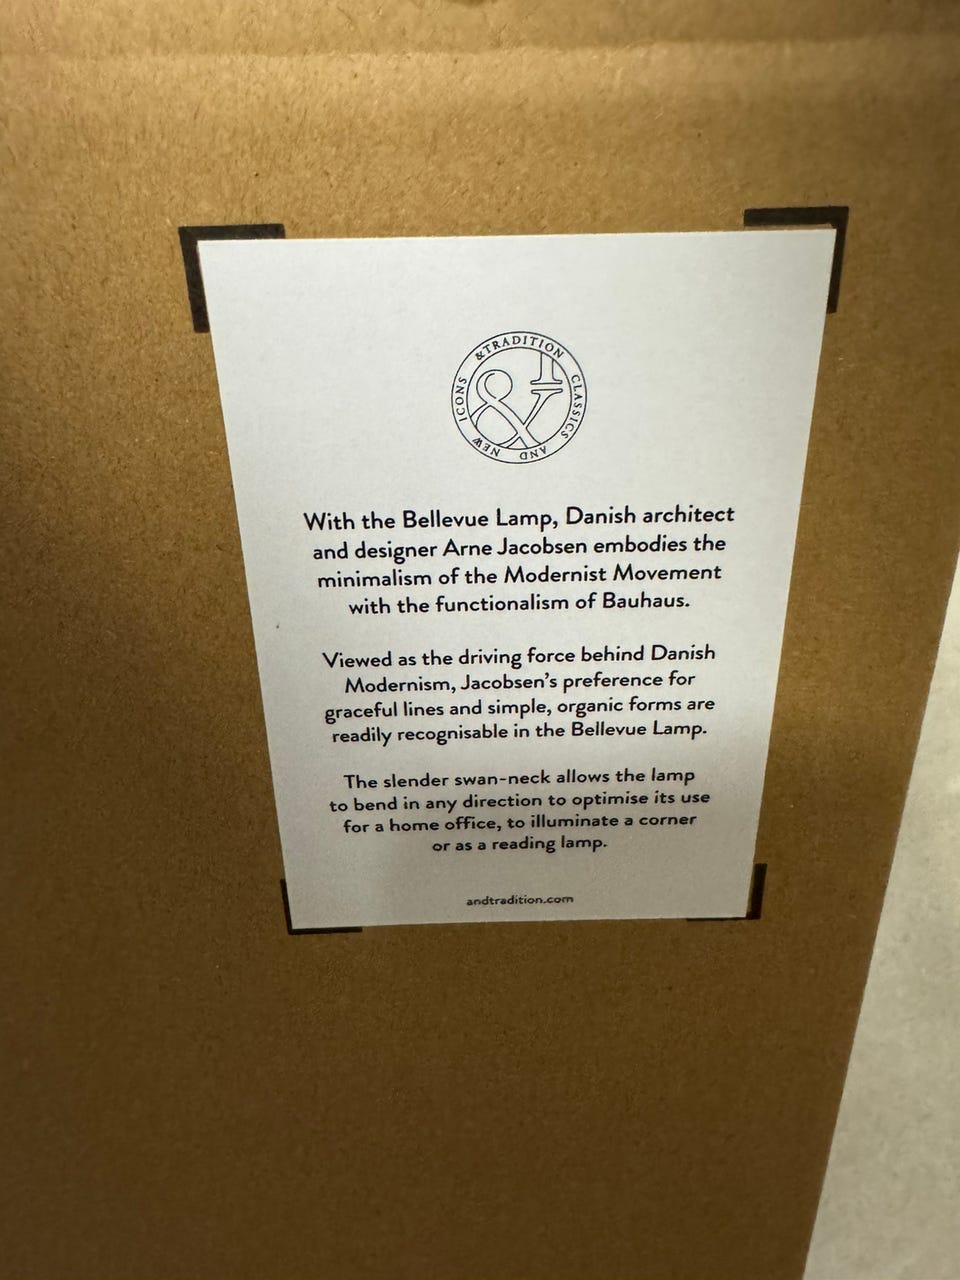 &TRADITION CLASSICS AND NEW ICONS
&
With the Bellevue Lamp, Danish architect
and designer Arne Jacobsen embodies the
minimalism of the Modernist Movement
with the functionalism of Bauhaus.
Viewed as the driving force behind Danish
Modernism, Jacobsen's preference for
graceful lines and simple, organic forms are
readily recognisable in the Bellevue Lamp.
The slender swan-neck allows the lamp
to bend in any direction to optimise its use
for a home office, to illuminate a corner
or as a reading lamp.
andtradition.com